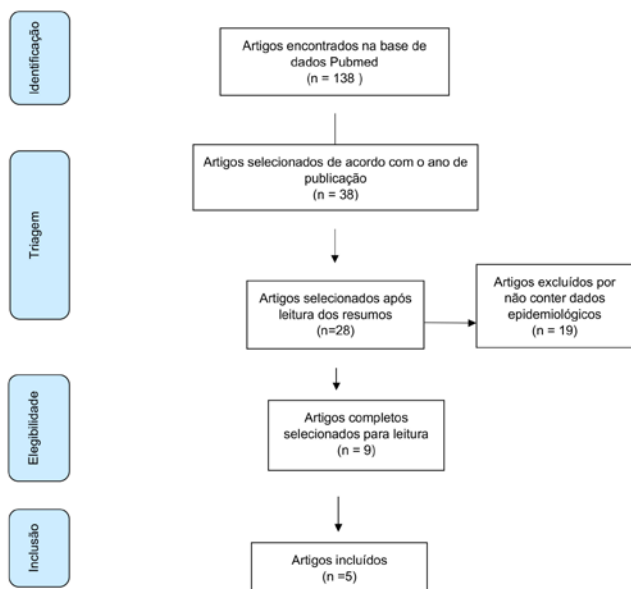 Identificação
Artigos encontrados na base de
dados Pubmed
(n = 138 )
Triagem
Artigos selecionados de acordo com o ano de
publicação
(n = 38)
Artigos selecionados após
leitura dos resumos
(n=28)
Artigos excluídos por
não conter dados
epidemiológicos
(n = 19)
Elegibilidade
Artigos completos
selecionados para leitura
(n = 9)
Inclusão
Artigos incluídos
(n =5)